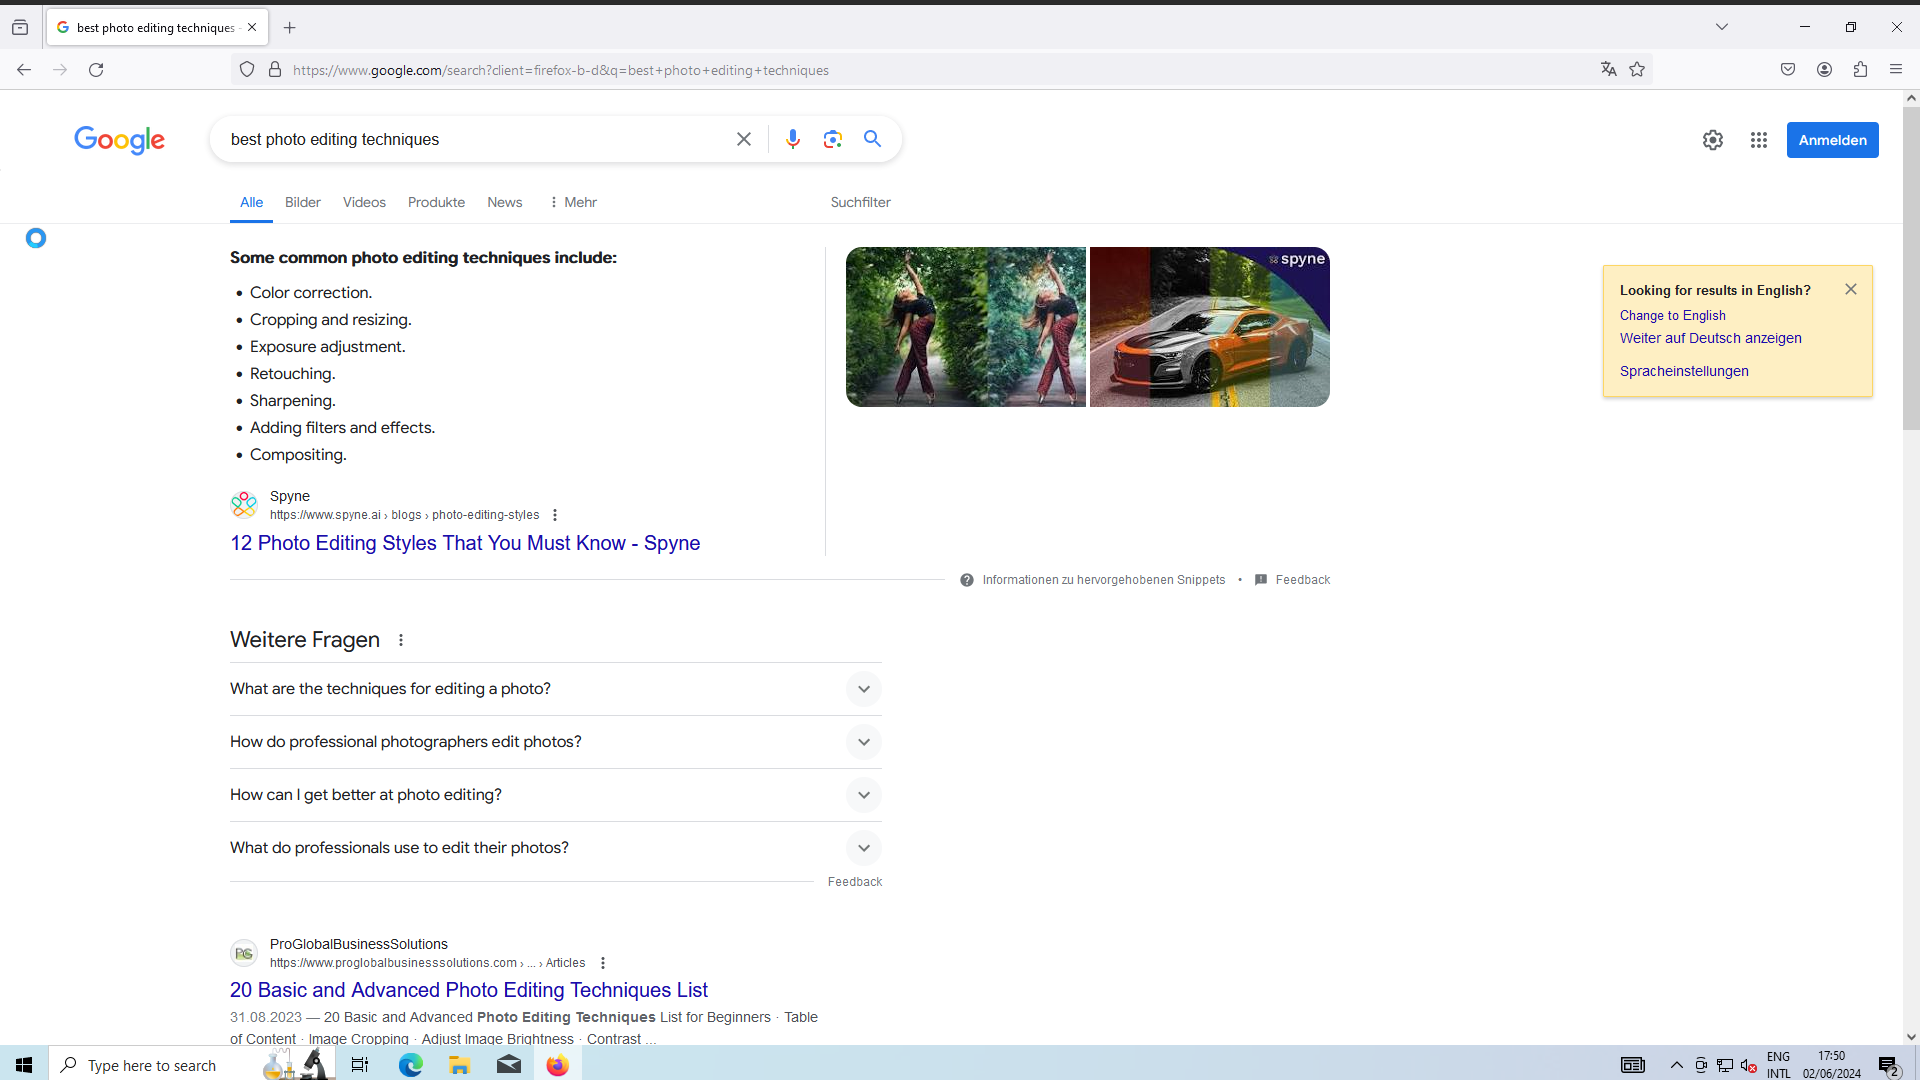 best photo editing techniques -
https://www.google.com/search?client=firefox-b-d&q=best+photo+editing+techniques
Google
best photo editing techniques
Anmelden
Alle
Bilder
Videos
Produkte
News
Mehr
Suchfilter
Some common photo editing techniques include:
Color correction.
Cropping and resizing.
Exposure adjustment.
Retouching.
Sharpening.
Adding filters and effects.
Compositing.
spyne
Looking for results in English?
Change to English
Weiter auf Deutsch anzeigen
Spracheinstellungen
Spyne
https://www.spyne.ai › blogs › photo-editing-styles
12 Photo Editing Styles That You Must Know - Spyne
Informationen zu hervorgehobenen Snippets • Feedback
Weitere Fragen
What are the techniques for editing a photo?
How do professional photographers edit photos?
How can I get better at photo editing?
What do professionals use to edit their photos?
Feedback
PG
ProGlobalBusinessSolutions
https://www.proglobalbusinesssolutions.com › ... › Articles
20 Basic and Advanced Photo Editing Techniques List
31.08.2023 — 20 Basic and Advanced Photo Editing Techniques List for Beginners · Table
of Content · Image Cropping · Adjust Image Brightness · Contrast ...
Type here to search
ENG
INTL
17:50
02/06/2024
2